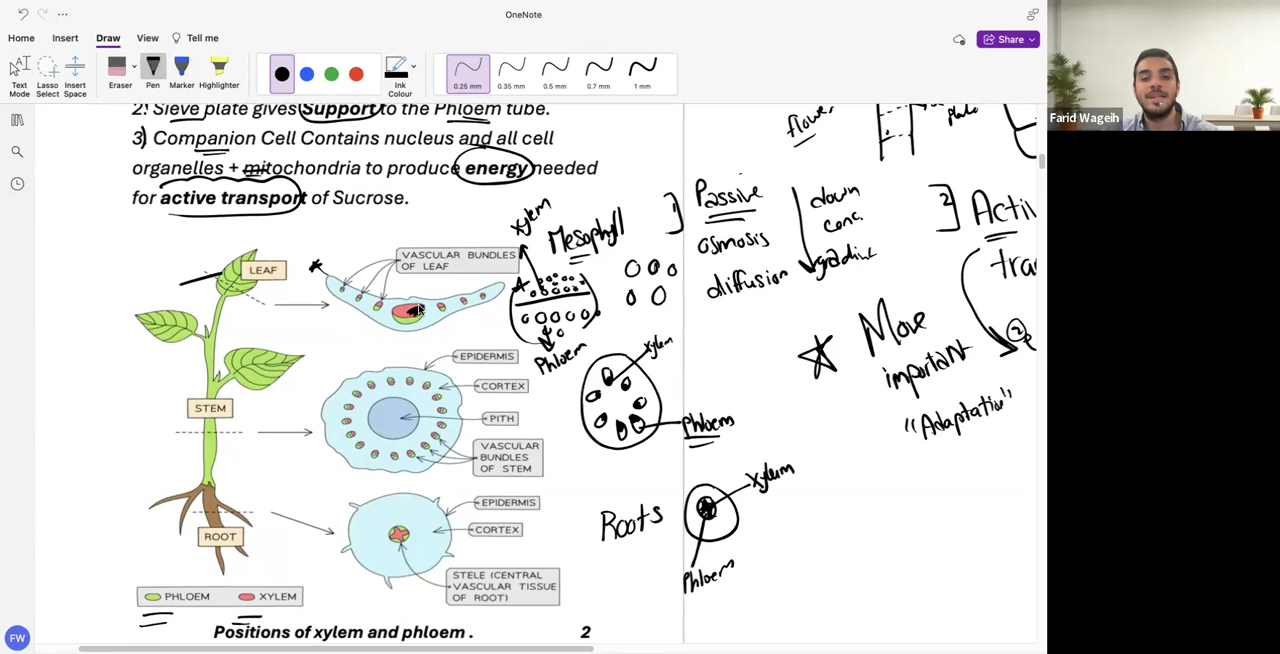 OneNote
Home Insert Draw View Tell me
Share
Text Mode
Lasso Select
Insert Space
Eraser
Pen
Marker
Highlighter
Ink Colour
0.25 mm 0.35 mm 0.5 mm 0.7 mm 1 mm
Farid Wageih
2! Sieve plate gives Support to the Phloem tube.
3) Companion Cell Contains nucleus and all cell
organelles + mitochondria to produce energy needed
for active transport of Sucrose.
flower
xylem
Mesophyll
Phloem
1]
Passive
osmosis
diffusion
down
conc.
2]
Activ
tra
LEAF
VASCULAR BUNDLES
OF LEAF
STEM
EPIDERMIS
CORTEX
PITH
VASCULAR
BUNDLES
OF STEM
ROOT
EPIDERMIS
CORTEX
STELE (CENTRAL
VASCULAR TISSUE
OF ROOT)
PHLOEM XYLEM
xylem
Phloem
Roots
xylem
Phloem
important
"Adaptation"
Positions of xylem and phloem .
2
FW